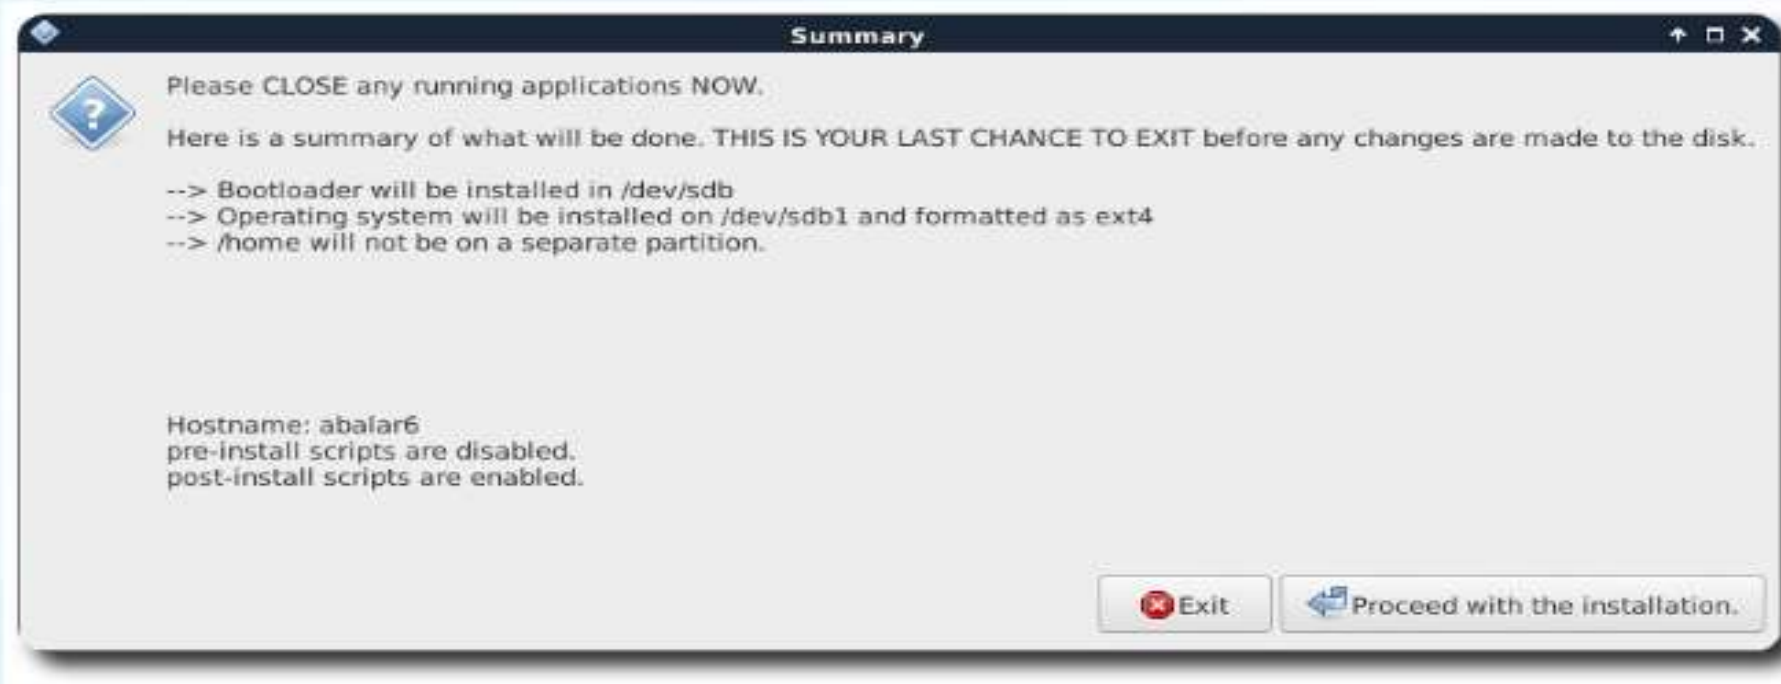 Summary
Please CLOSE any running applications NOW.
Here is a summary of what will be done. THIS IS YOUR LAST CHANCE TO EXIT before any changes are made to the disk.
--> Bootloader will be installed in /dev/sdb
--> Operating system will be installed on /dev/sdb1 and formatted as ext4
--> /home will not be on a separate partition.
Hostname: abalar6
pre-install scripts are disabled.
post-install scripts are enabled.
Exit
Proceed with the installation.